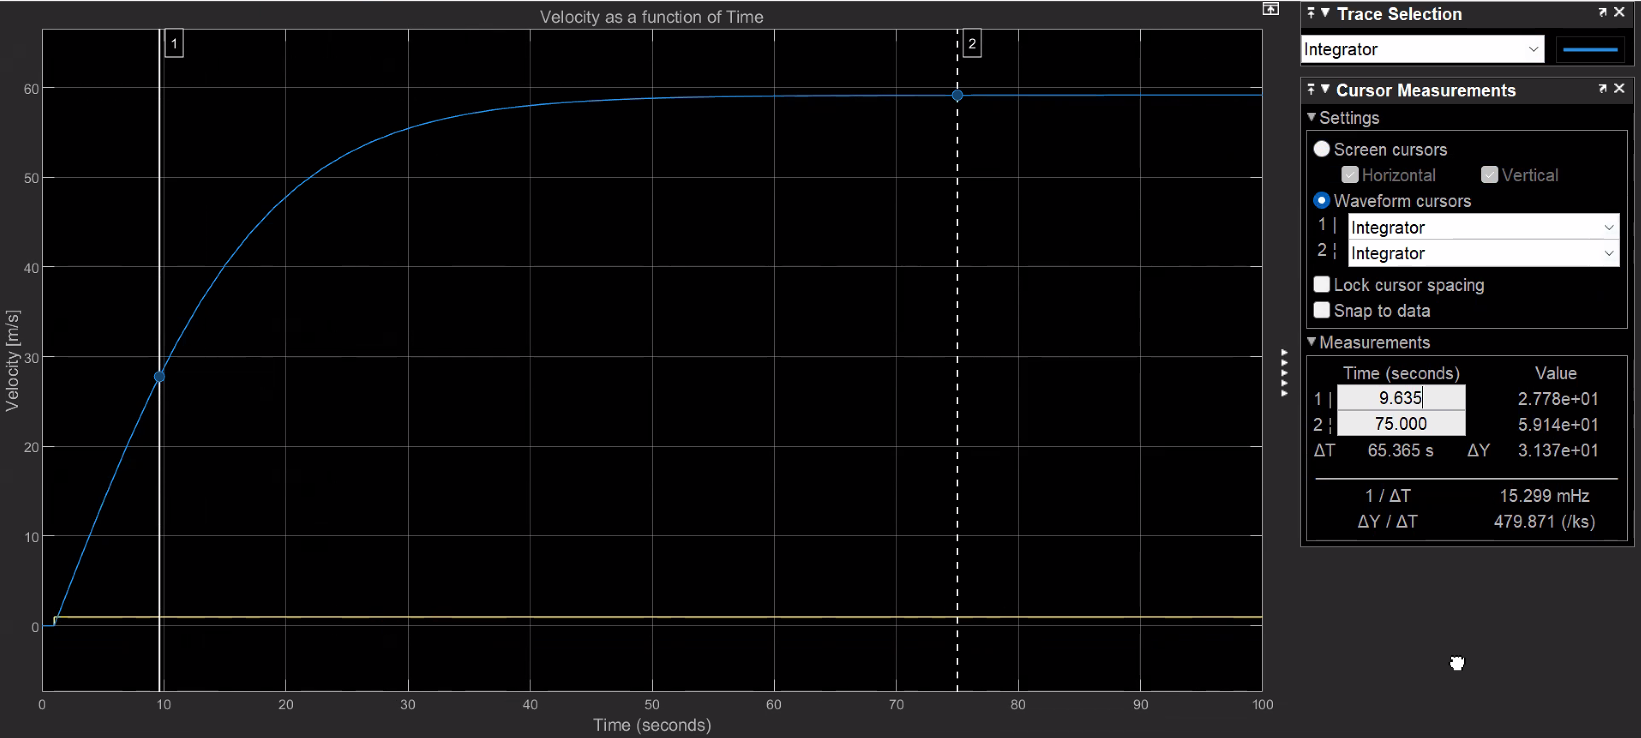 Velocity as a function of Time
1
2
60
50
40
30
20
10
0
Velocity [m/s]
0 10 20 30 40 50 60 70 80 90 100
Time (seconds)
Trace Selection
Integrator
Cursor Measurements
Settings
Screen cursors
Horizontal Vertical
Waveform cursors
1 | Integrator
2 ¦ Integrator
Lock cursor spacing
Snap to data
Measurements
Time (seconds) Value
1 | 9.635 2.778e+01
2 ¦ 75.000 5.914e+01
ΔT 65.365 s ΔY 3.137e+01
1 / ΔT 15.299 mHz
ΔY / ΔT 479.871 (/ks)